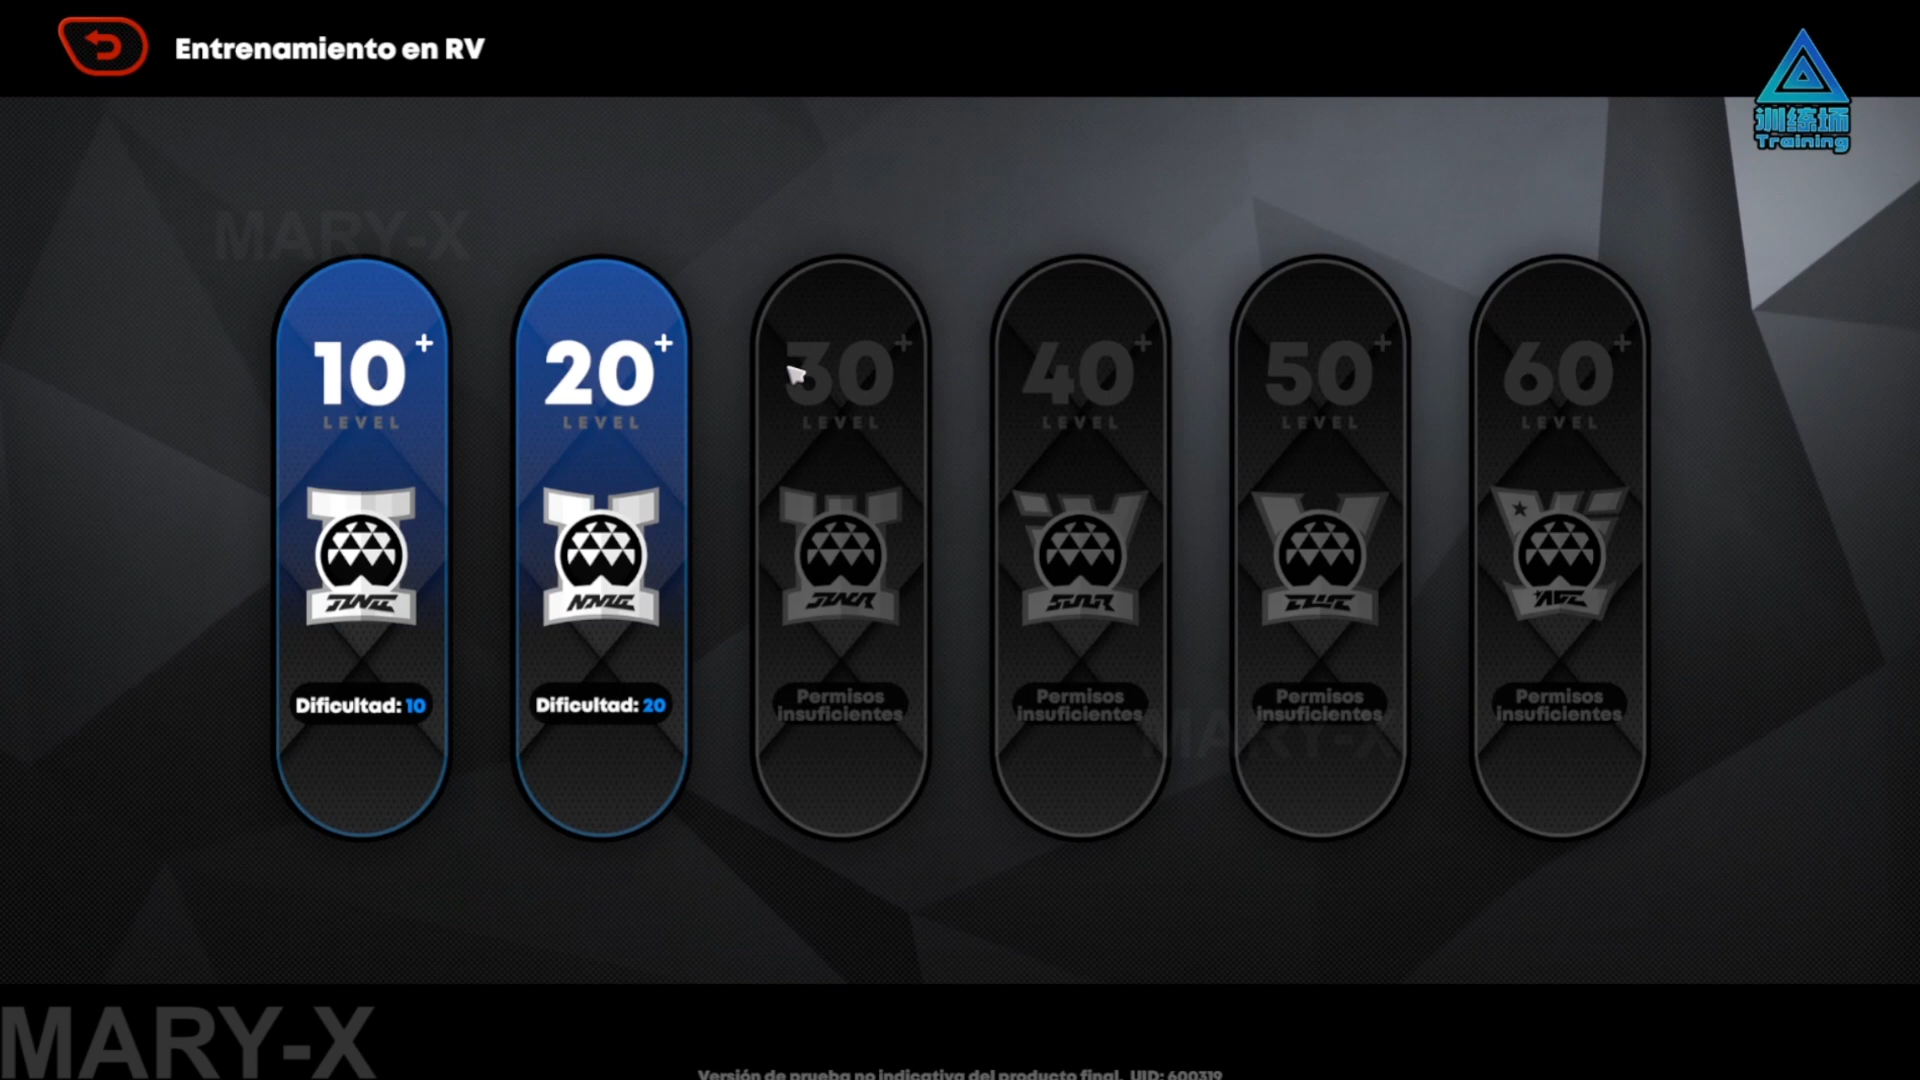 Entrenamiento en RV
训练场
Training
MARY-X
10+
LEVEL
Dificultad: 10
20+
LEVEL
Dificultad: 20
30+
LEVEL
Permisos
insuficientes
40+
LEVEL
Permisos
insuficientes
50+
LEVEL
Permisos
insuficientes
60+
LEVEL
Permisos
insuficientes
MARY-X
MARY-X
Versión de prueba no indicativa del producto final. UID: 600319